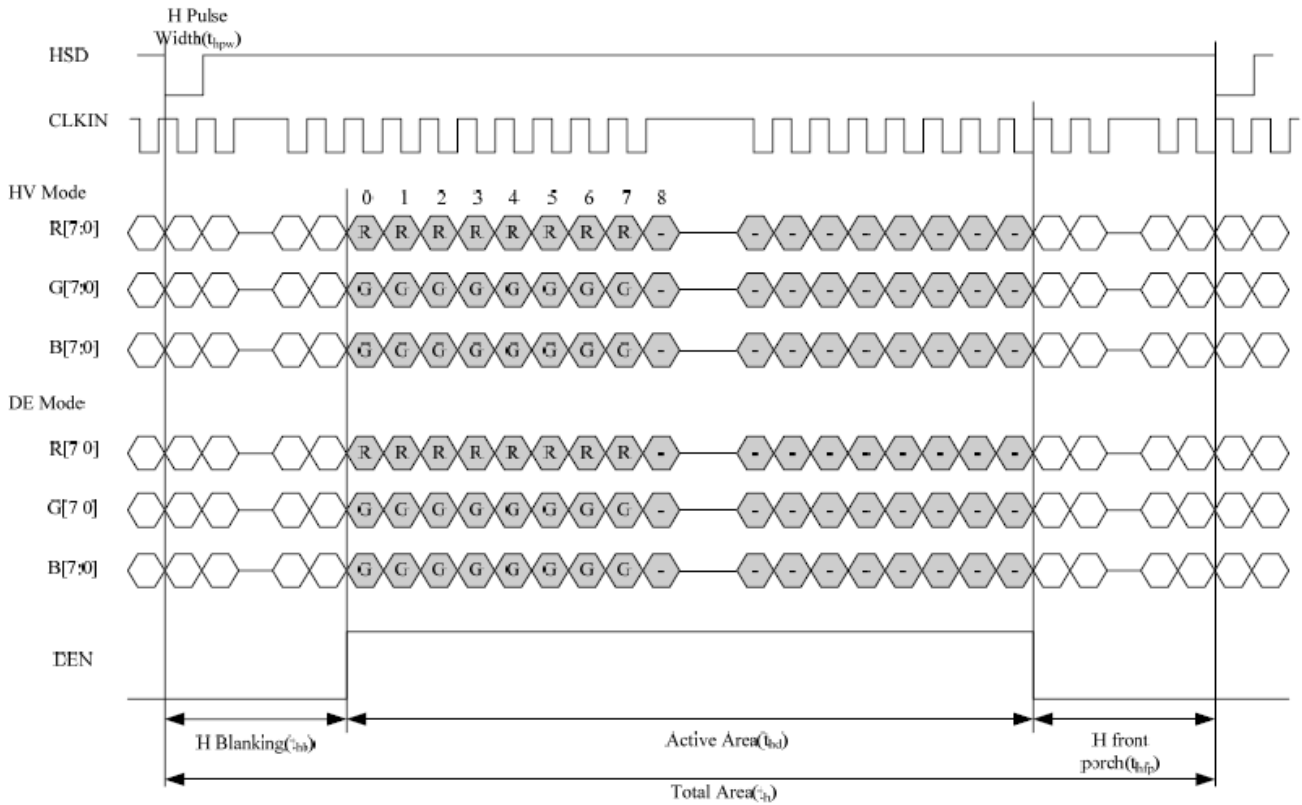 H Pulse
Width(thpw)
HSD
CLKIN
HV Mode
0 1 2 3 4 5 6 7 8
R[7:0] R R R R R R R R - - - - - - - - -
G[7:0] G G G G G G G G - - - - - - - - -
B[7:0] G G G G G G G G - - - - - - - - -
DE Mode
R[7 0] R R R R R R R R - - - - - - - - -
G[7 0] G G G G G G G G - - - - - - - - -
B[7:0] G G G G G G G G - - - - - - - - -
DEN
H Blanking(thb)
Active Area(thd)
H front
porch(thfp)
Total Area(th)